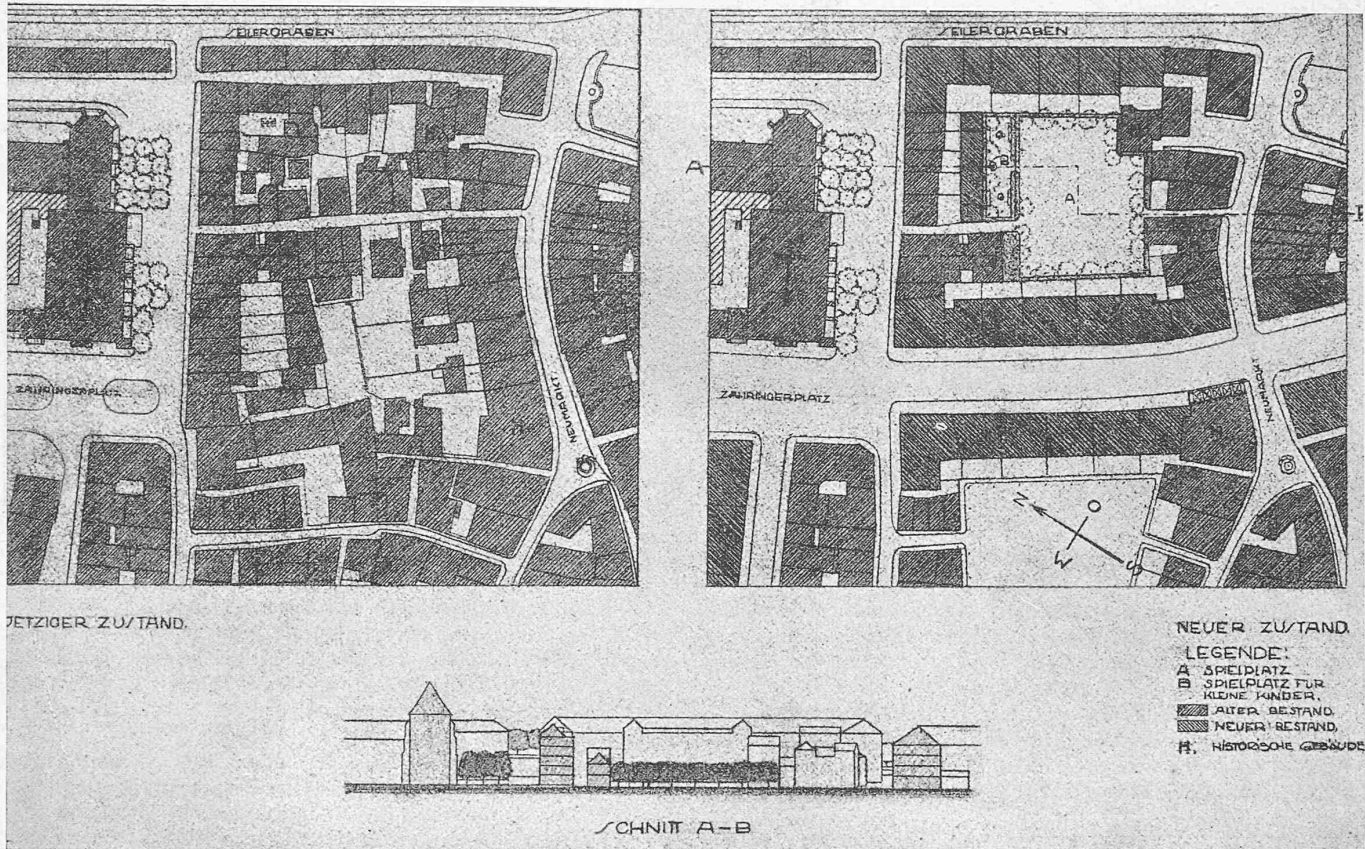 SEILERGRABEN
ZÄHRINGERPLATZ
NEUMARKT
JETZIGER ZUSTAND.
SEILERGRABEN
A
A
ZÄHRINGERPLATZ
NEUMARKT
H
N
O
W
S
NEUER ZUSTAND.
LEGENDE:
A SPIELPLATZ
B SPIELPLATZ FÜR
KLEINE KINDER.
ALTER BESTAND.
NEUER BESTAND.
H. HISTORISCHE GEBÄUDE
SCHNITT A-B